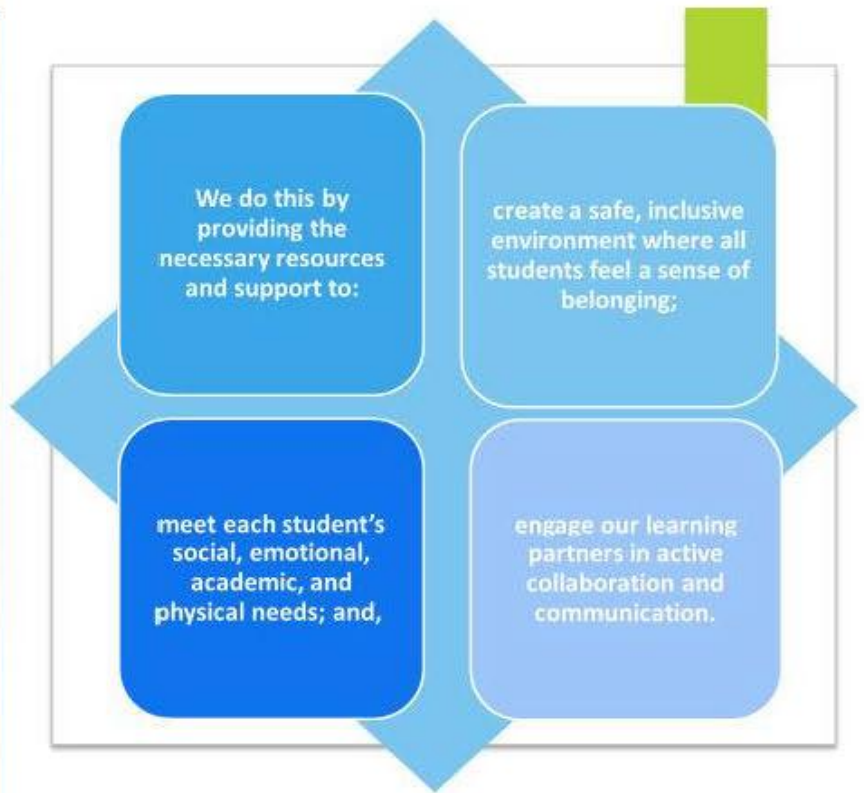 We do this by
providing the
necessary resources
and support to:
create a safe, inclusive
environment where all
students feel a sense of
belonging;
meet each student’s
social, emotional,
academic, and
physical needs; and,
engage our learning
partners in active
collaboration and
communication.